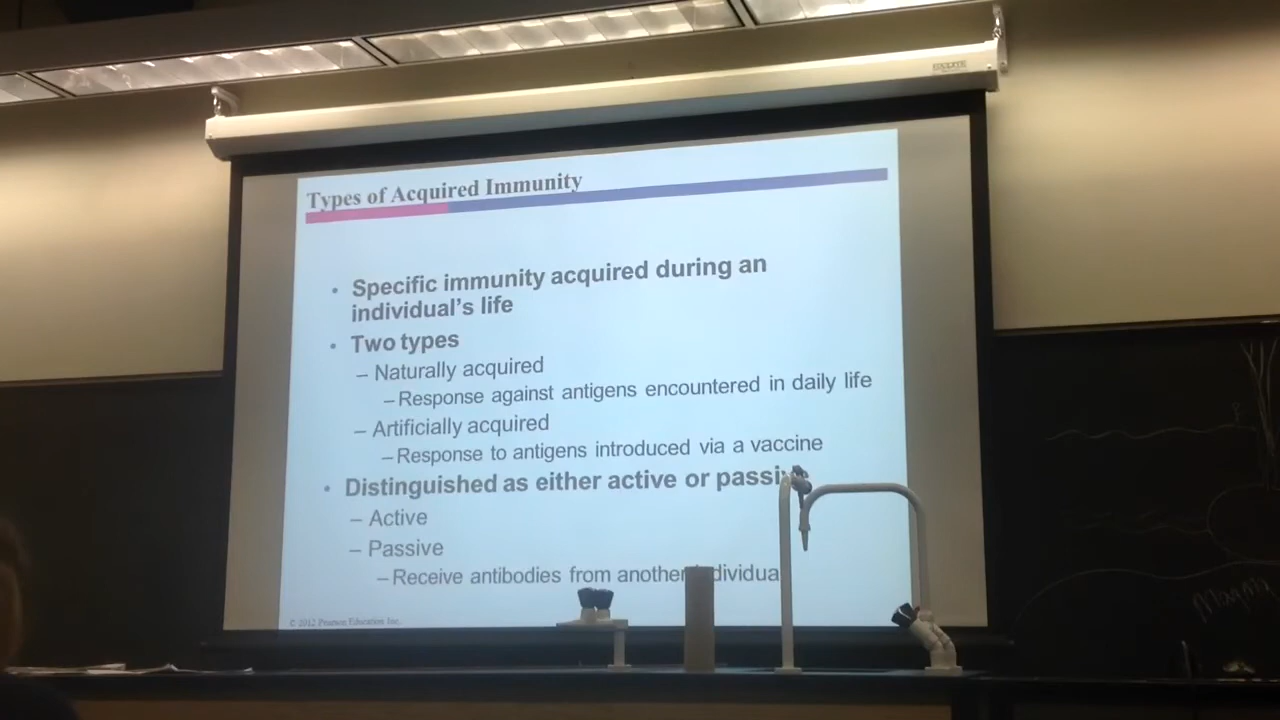 Types of Acquired Immunity
• Specific immunity acquired during an
individual's life
• Two types
– Naturally acquired
– Response against antigens encountered in daily life
– Artificially acquired
– Response to antigens introduced via a vaccine
• Distinguished as either active or passi
– Active
– Passive
– Receive antibodies from another dividua
© 2012 Pearson Education Inc.